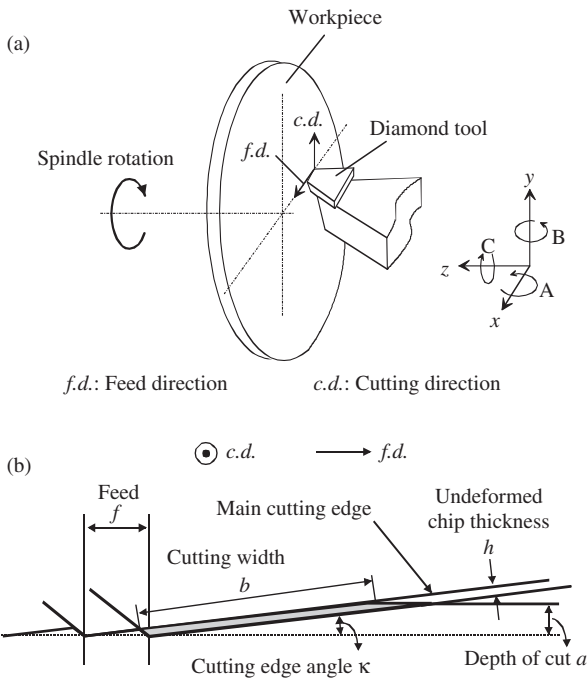 (a)
Workpiece
c.d.
Diamond tool
f.d.
Spindle rotation
y
B
C
z
A
x
f.d.: Feed direction
c.d.: Cutting direction
(b)
c.d.
f.d.
Feed
f
Main cutting edge
Undeformed
chip thickness
h
Cutting width
b
Cutting edge angle κ
Depth of cut a